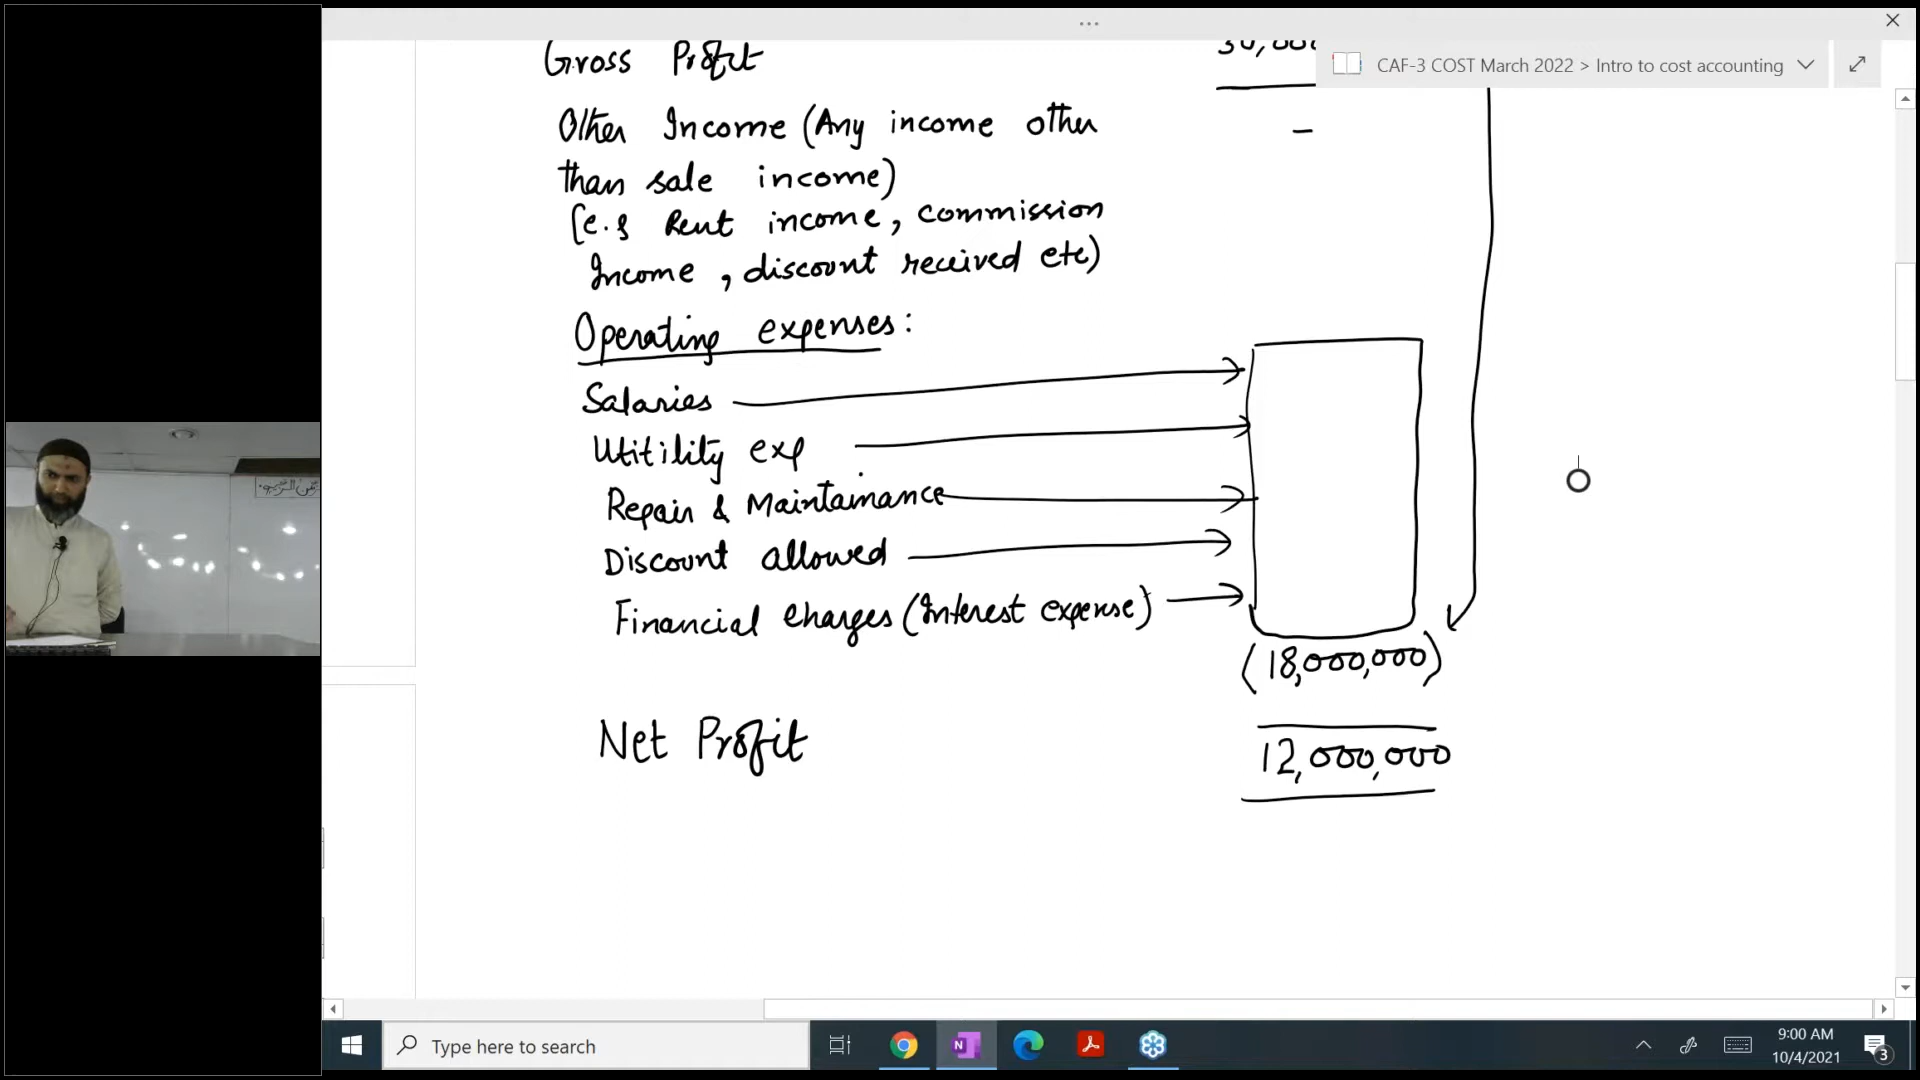 CAF-3 COST March 2022 > Intro to cost accounting
Gross Profit
Other Income (Any income other -
than sale income)
[e.g Rent income, commission
Income, discount received etc)
Operating expenses:
Salaries
Utitility exp
Repair & Maintainance
Discount allowed
Financial charges (Interest expense)
(18,000,000)
Net Profit 12,000,000
Type here to search
9:00 AM
10/4/2021
3